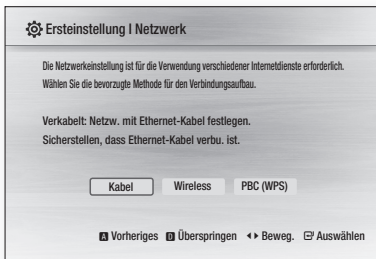 Ersteinstellung I Netzwerk
Die Netzwerkeinstellung ist für die Verwendung verschiedener Internetdienste erforderlich.
Wählen Sie die bevorzugte Methode für den Verbindungsaufbau.
Verkabelt: Netzw. mit Ethernet-Kabel festlegen.
Sicherstellen, dass Ethernet-Kabel verbu. ist.
Kabel Wireless PBC (WPS)
A Vorheriges D Überspringen Beweg. Auswählen